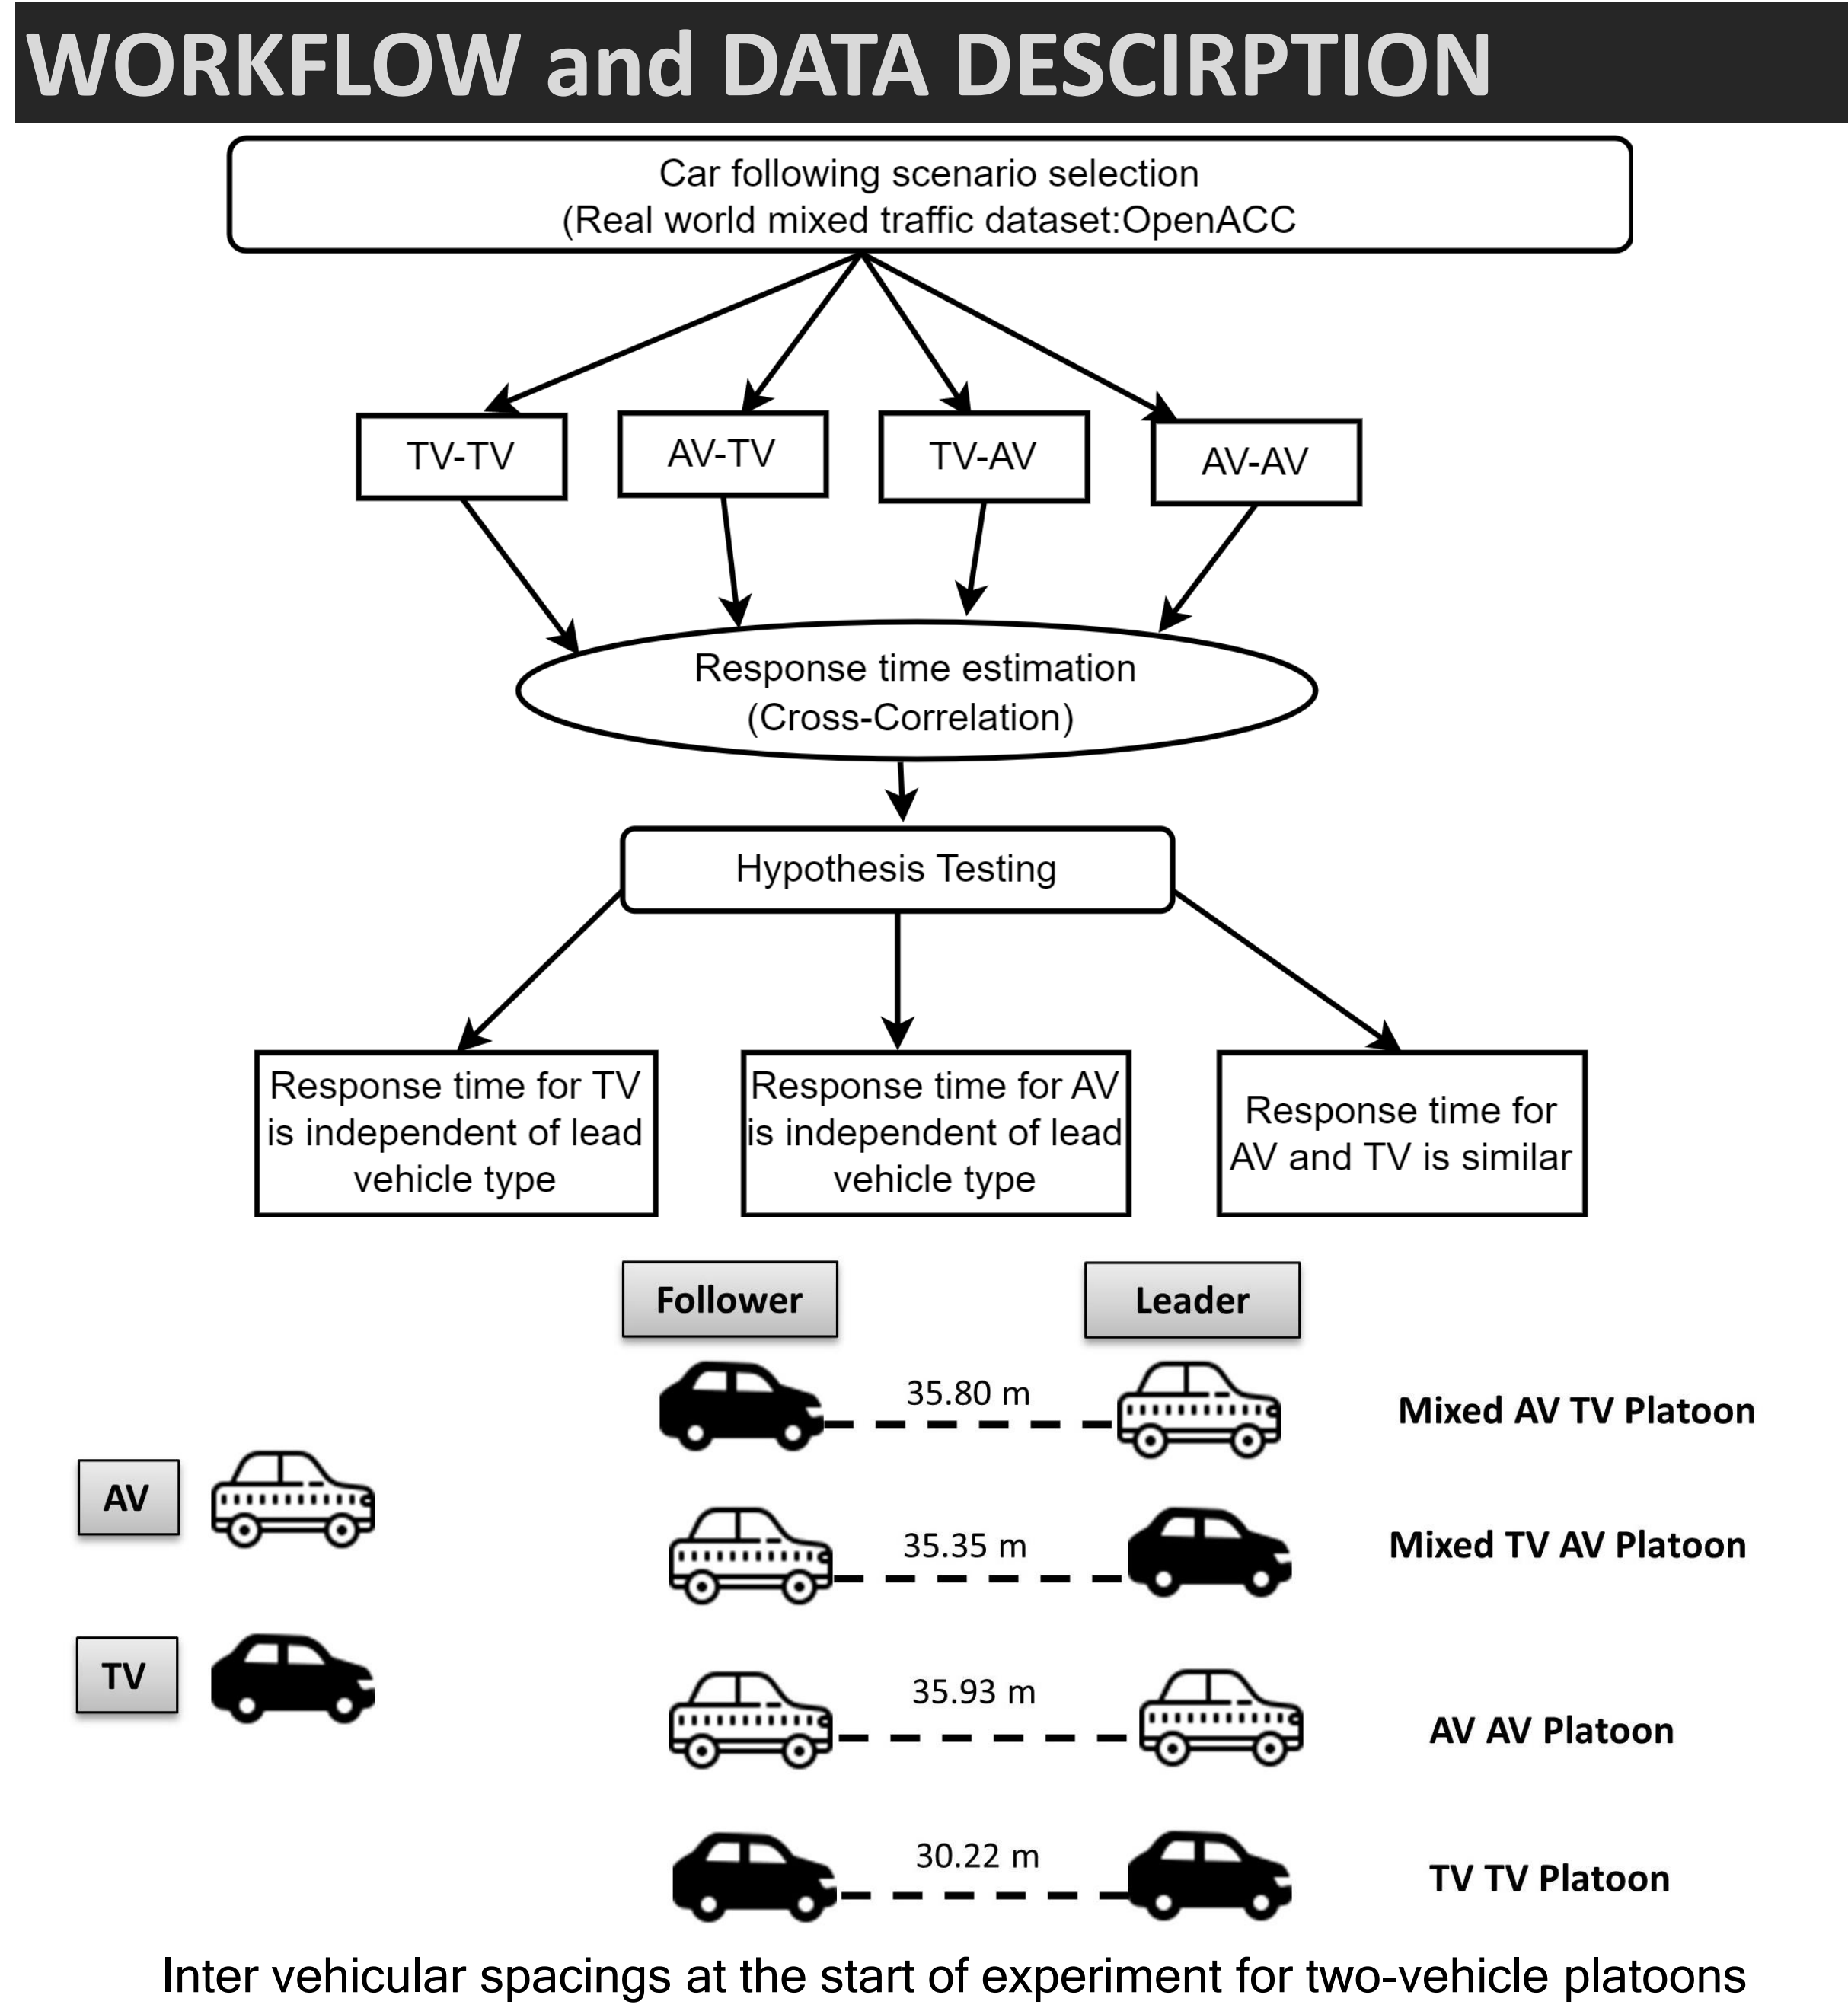 WORKFLOW and DATA DESCIRPTION
Car following scenario selection
(Real world mixed traffic dataset:OpenACC
TV-TV
AV-TV
TV-AV
AV-AV
Response time estimation
(Cross-Correlation)
Hypothesis Testing
Response time for TV
is independent of lead
vehicle type
Response time for AV
is independent of lead
vehicle type
Response time for
AV and TV is similar
Follower
Leader
35.80 m
Mixed AV TV Platoon
AV
35.35 m
Mixed TV AV Platoon
TV
35.93 m
AV AV Platoon
30.22 m
TV TV Platoon
Inter vehicular spacings at the start of experiment for two-vehicle platoons